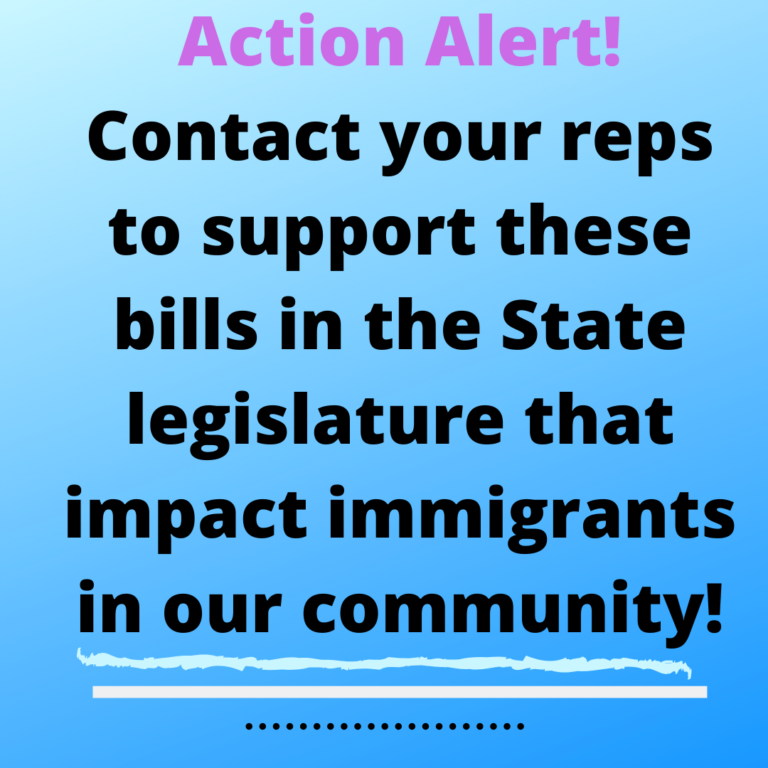 Action Alert!
Contact your reps
to support these
bills in the State
legislature that
impact immigrants
in our community!